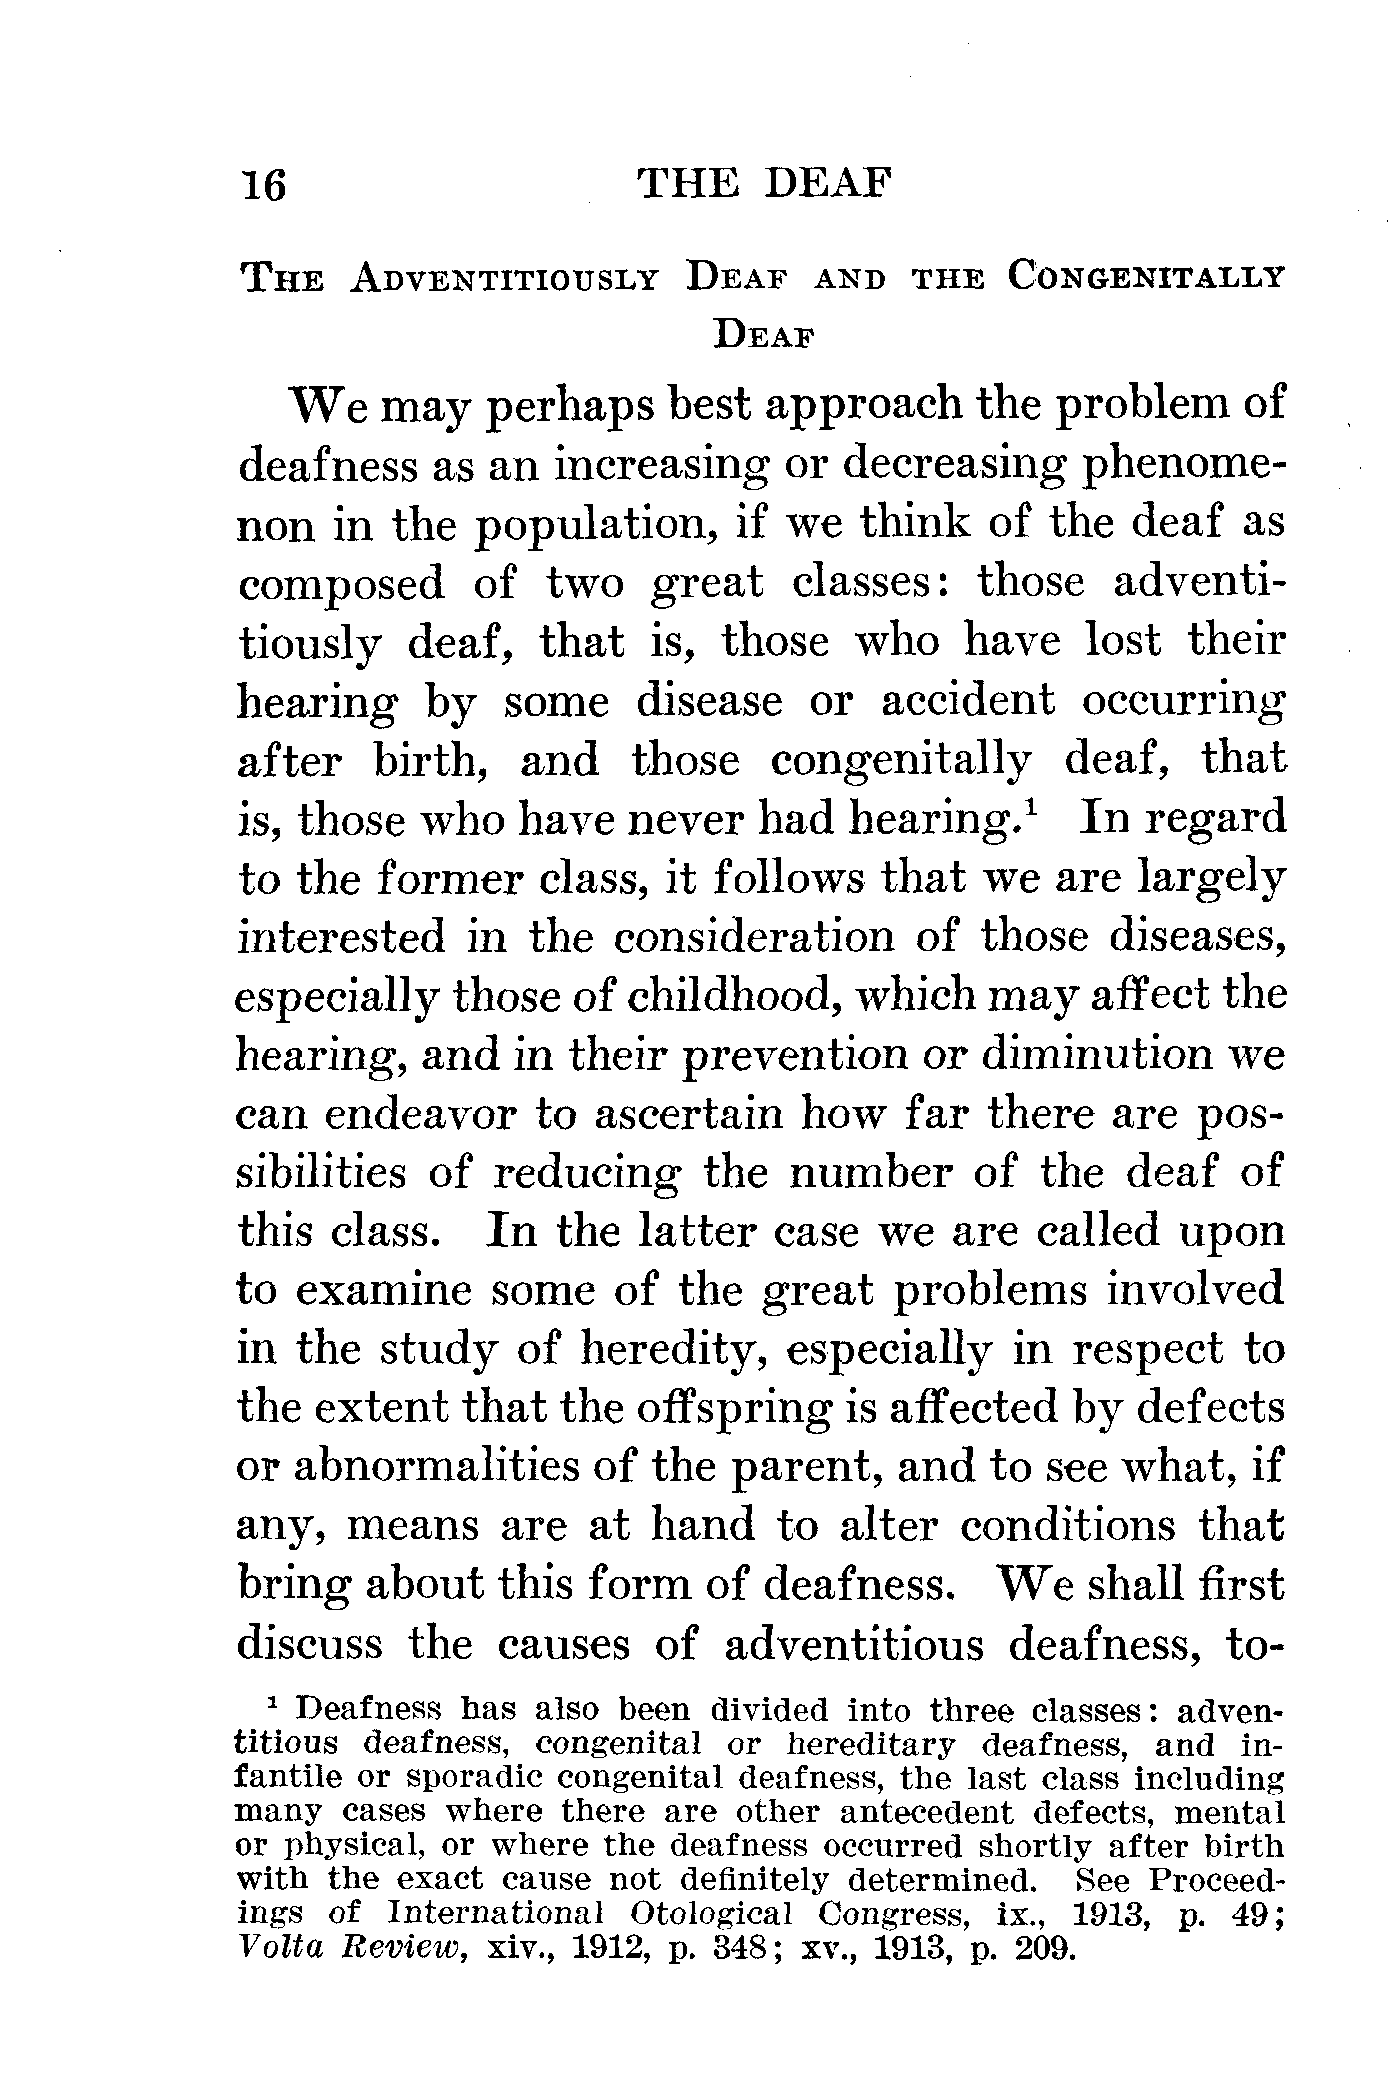 16 THE DEAF
THE ADVENTITIOUSLY DEAF AND THE CONGENITALLY
DEAF
We may perhaps best approach the problem of
deafness as an increasing or decreasing phenome-
non in the population, if we think of the deaf as
composed of two great classes: those adventi-
tiously deaf, that is, those who have lost their
hearing by some disease or accident occurring
after birth, and those congenitally deaf, that
is, those who have never had hearing.¹ In regard
to the former class, it follows that we are largely
interested in the consideration of those diseases,
especially those of childhood, which may affect the
hearing, and in their prevention or diminution we
can endeavor to ascertain how far there are pos-
sibilities of reducing the number of the deaf of
this class. In the latter case we are called upon
to examine some of the great problems involved
in the study of heredity, especially in respect to
the extent that the offspring is affected by defects
or abnormalities of the parent, and to see what, if
any, means are at hand to alter conditions that
bring about this form of deafness. We shall first
discuss the causes of adventitious deafness, to-
¹ Deafness has also been divided into three classes: adven-
titious deafness, congenital or hereditary deafness, and in-
fantile or sporadic congenital deafness, the last class including
many cases where there are other antecedent defects, mental
or physical, or where the deafness occurred shortly after birth
with the exact cause not definitely determined. See Proceed-
ings of International Otological Congress, ix., 1913, p. 49;
Volta Review, xiv., 1912, p. 348; xv., 1913, p. 209.